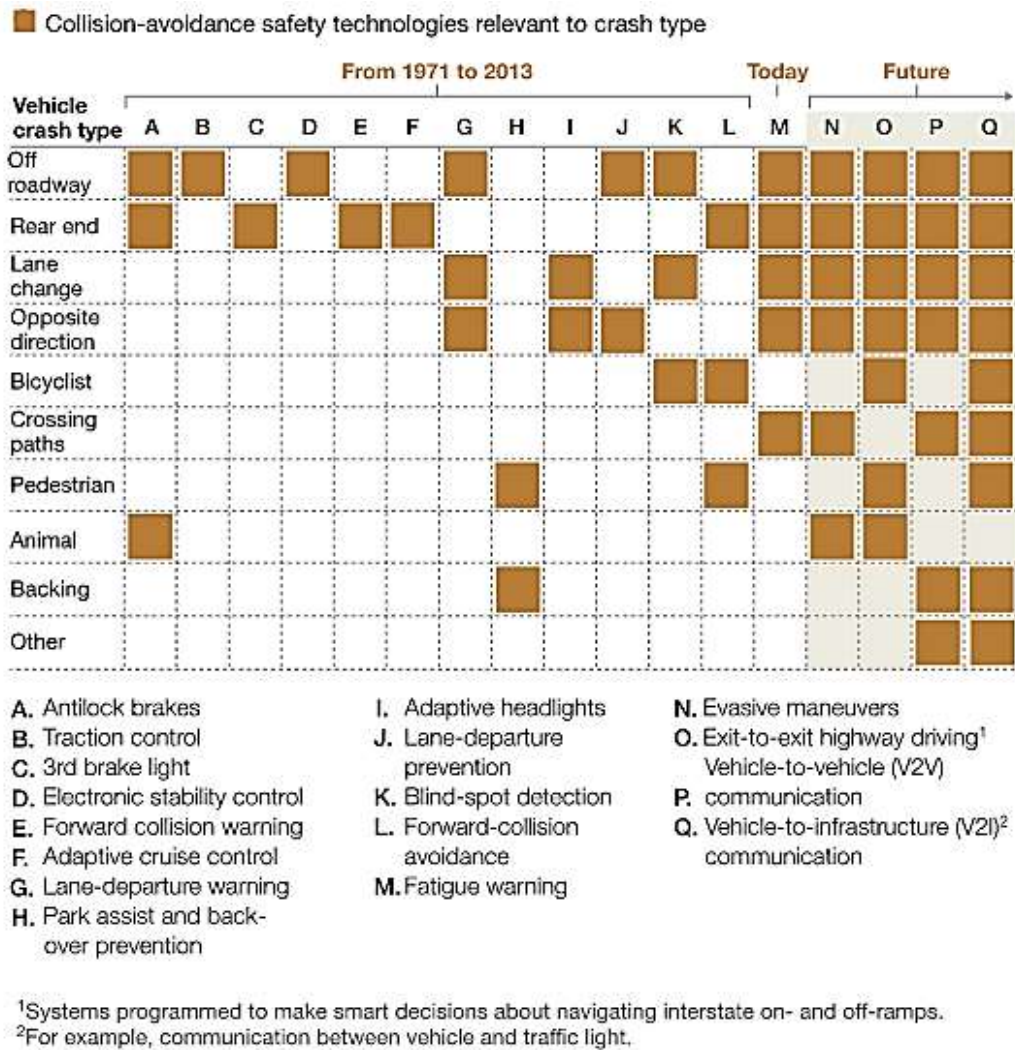 Collision-avoidance safety technologies relevant to crash type
From 1971 to 2013 Today Future
Vehicle
crash type A B C D E F G H I J K L M N O P Q
Off
roadway
Rear end
Lane
change
Opposite
direction
Bicyclist
Crossing
paths
Pedestrian
Animal
Backing
Other
A. Antilock brakes
B. Traction control
C. 3rd brake light
D. Electronic stability control
E. Forward collision warning
F. Adaptive cruise control
G. Lane-departure warning
H. Park assist and back-
over prevention
I. Adaptive headlights
J. Lane-departure
prevention
K. Blind-spot detection
L. Forward-collision
avoidance
M. Fatigue warning
N. Evasive maneuvers
O. Exit-to-exit highway driving¹
Vehicle-to-vehicle (V2V)
P. communication
Q. Vehicle-to-infrastructure (V2I)²
communication
¹Systems programmed to make smart decisions about navigating interstate on- and off-ramps.
²For example, communication between vehicle and traffic light.